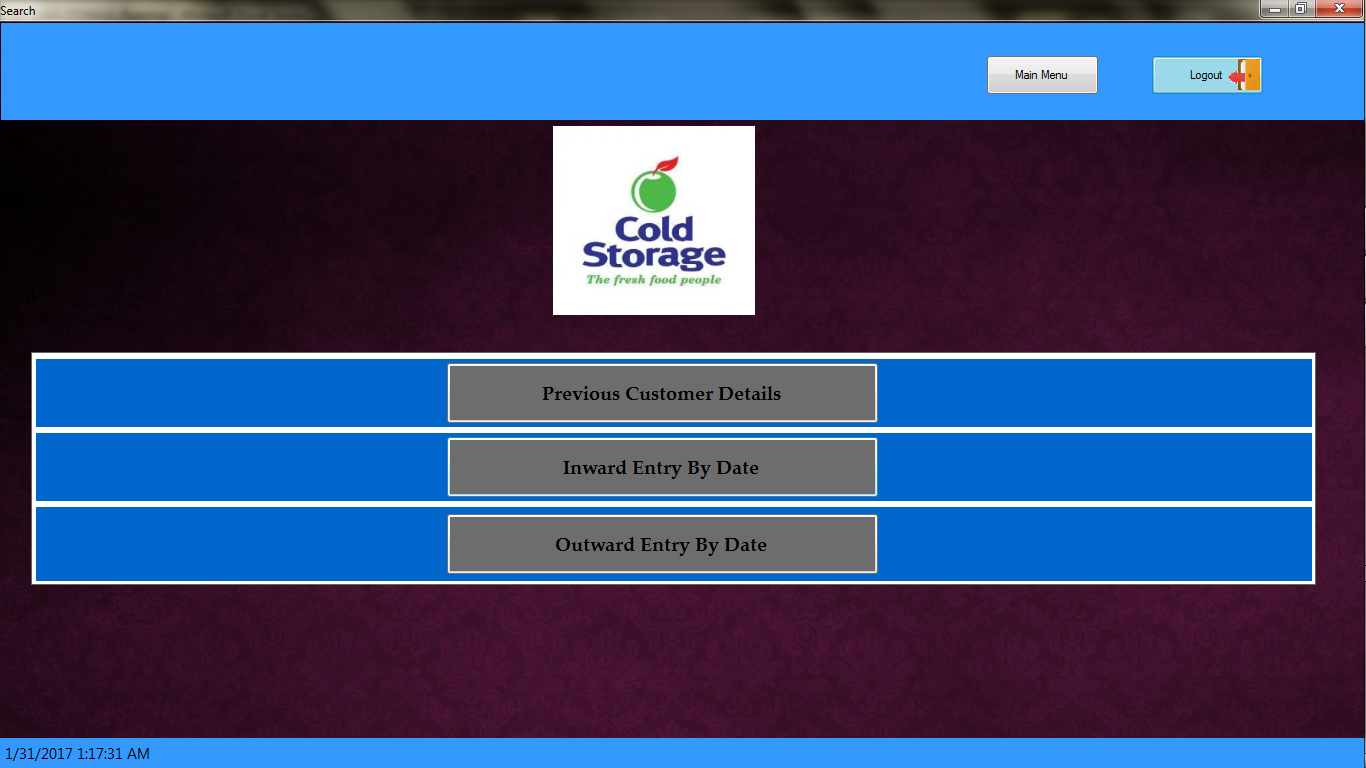 Search
Main Menu
Logout
Cold
Storage
The fresh food people
Previous Customer Details
Inward Entry By Date
Outward Entry By Date
1/31/2017 1:17:31 AM